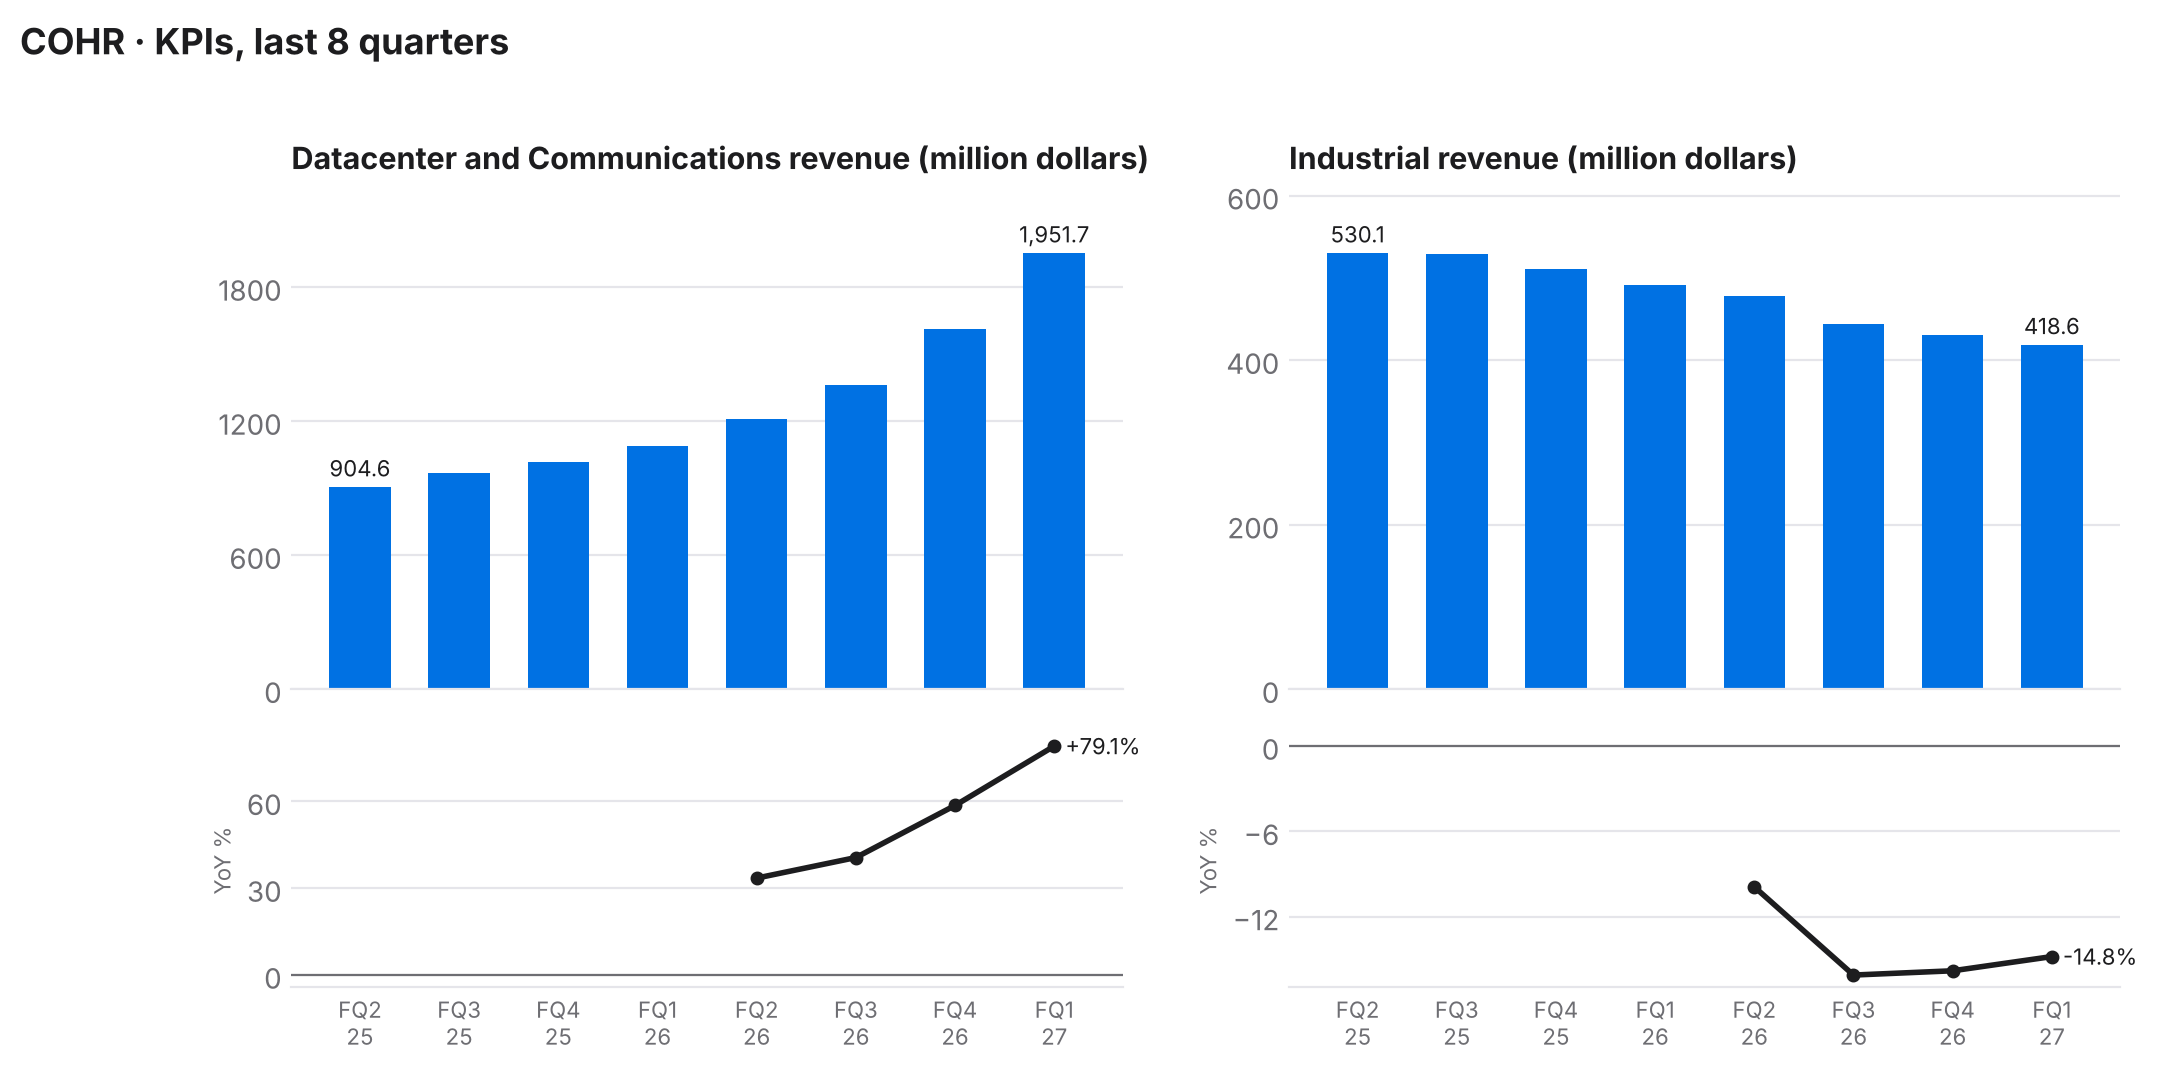 COHR · KPIs, last 8 quarters
Datacenter and Communications revenue (million dollars)
1,951.7
1800
1200
904.6
600
0
+79.1%
60
YoY %
30
0
FQ2 25
FQ3 25
FQ4 25
FQ1 26
FQ2 26
FQ3 26
FQ4 26
FQ1 27
Industrial revenue (million dollars)
600
530.1
418.6
400
200
0
0
YoY %
−6
−12
-14.8%
FQ2 25
FQ3 25
FQ4 25
FQ1 26
FQ2 26
FQ3 26
FQ4 26
FQ1 27